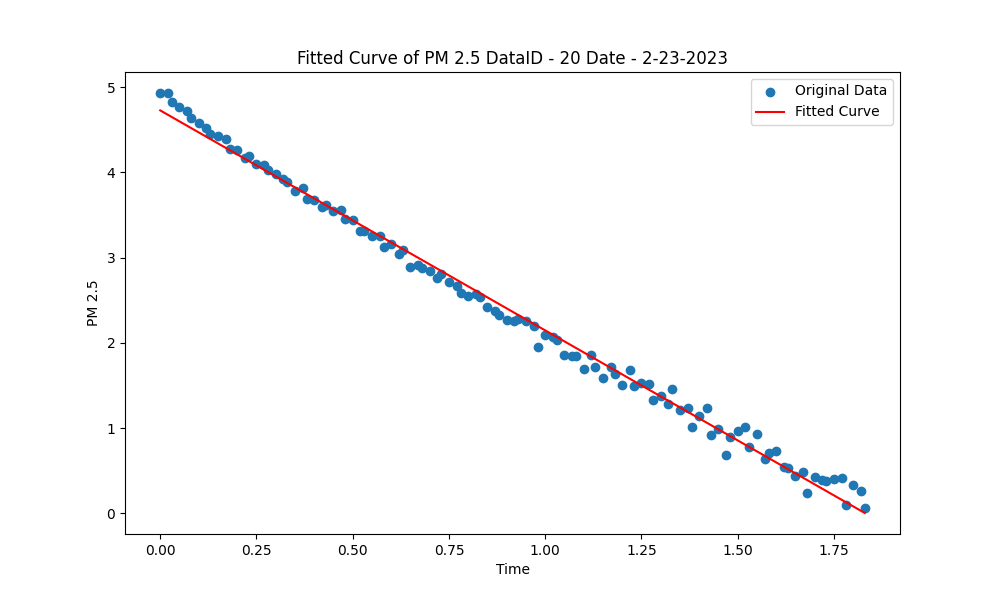 Fitted Curve of PM 2.5 DataID - 20 Date - 2-23-2023
Original Data
Fitted Curve
PM 2.5
5
4
3
2
1
0
0.00 0.25 0.50 0.75 1.00 1.25 1.50 1.75
Time